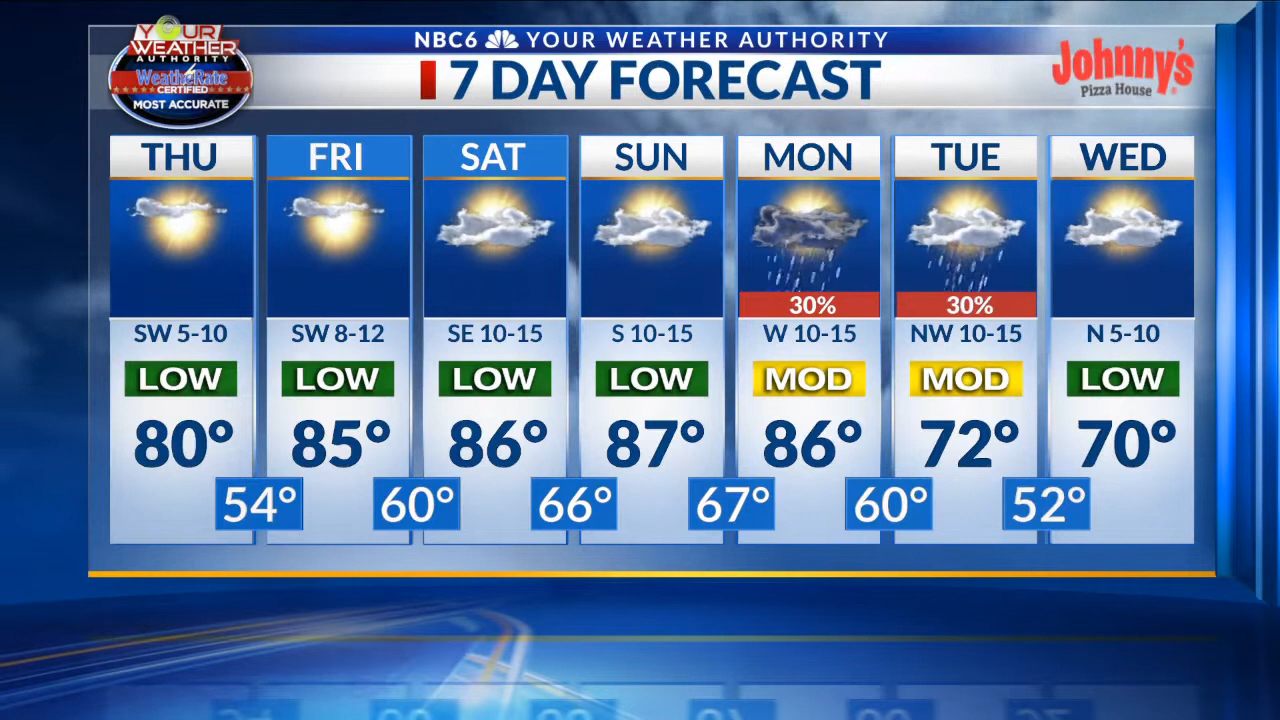 YOUR
WEATHER
AUTHORITY
WeatheRate
CERTIFIED
MOST ACCURATE
NBC6 YOUR WEATHER AUTHORITY
7 DAY FORECAST
Johnny's
Pizza House
THU FRI SAT SUN MON TUE WED
30% 30%
SW 5-10 SW 8-12 SE 10-15 S 10-15 W 10-15 NW 10-15 N 5-10
LOW LOW LOW LOW MOD MOD LOW
80° 85° 86° 87° 86° 72° 70°
54° 60° 66° 67° 60° 52°